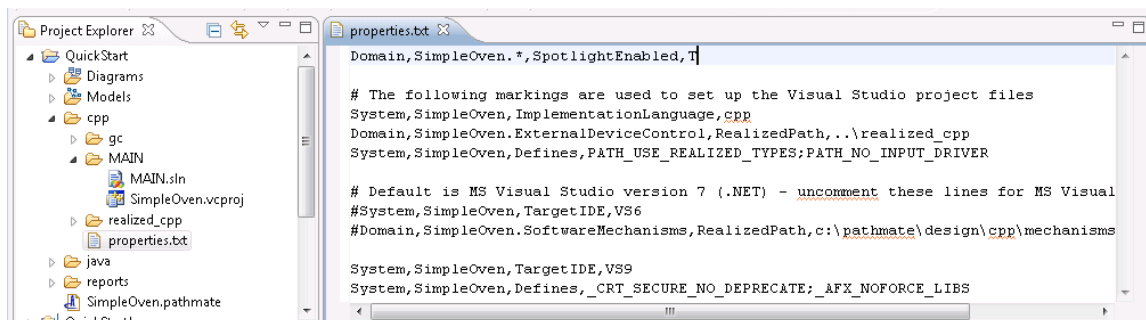 Project Explorer
QuickStart
Diagrams
Models
cpp
gc
MAIN
MAIN.sln
SimpleOven.vcproj
realized_cpp
properties.txt
java
reports
SimpleOven.pathmate
properties.txt
Domain,SimpleOven.*,SpotlightEnabled,T
# The following markings are used to set up the Visual Studio project files
System,SimpleOven,ImplementationLanguage,cpp
Domain,SimpleOven.ExternalDeviceControl,RealizedPath,..\realized_cpp
System,SimpleOven,Defines,PATH_USE_REALIZED_TYPES;PATH_NO_INPUT_DRIVER
# Default is MS Visual Studio version 7 (.NET) - uncomment these lines for MS Visual
#System,SimpleOven,TargetIDE,VS6
#Domain,SimpleOven.SoftwareMechanisms,RealizedPath,c:\pathmate\design\cpp\mechanisms
System,SimpleOven,TargetIDE,VS9
System,SimpleOven,Defines,_CRT_SECURE_NO_DEPRECATE;_AFX_NOFORCE_LIBS